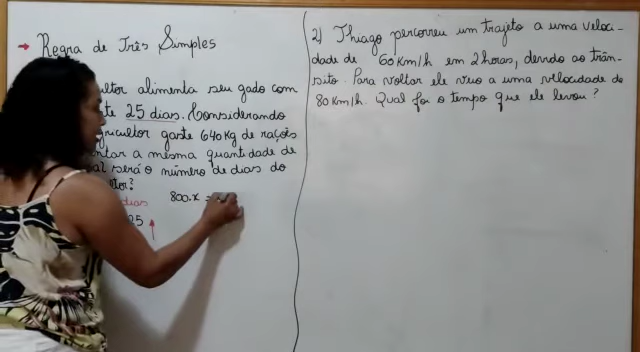 → Regra de Três Simples
ultor alimenta seu gado com
te 25 dias. Considerando
gricultor gaste 640 kg de rações
entar a mesma quantidade de
al será o número de dias do
tor?
dias
25 ↑
800.x =
2) Thiago percorreu um trajeto a uma veloci-
dade de 60 km/h em 2 horas, devido ao trân-
sito. Para voltar ele veio a uma velocidade de
80 km/h. Qual foi o tempo que ele levou?